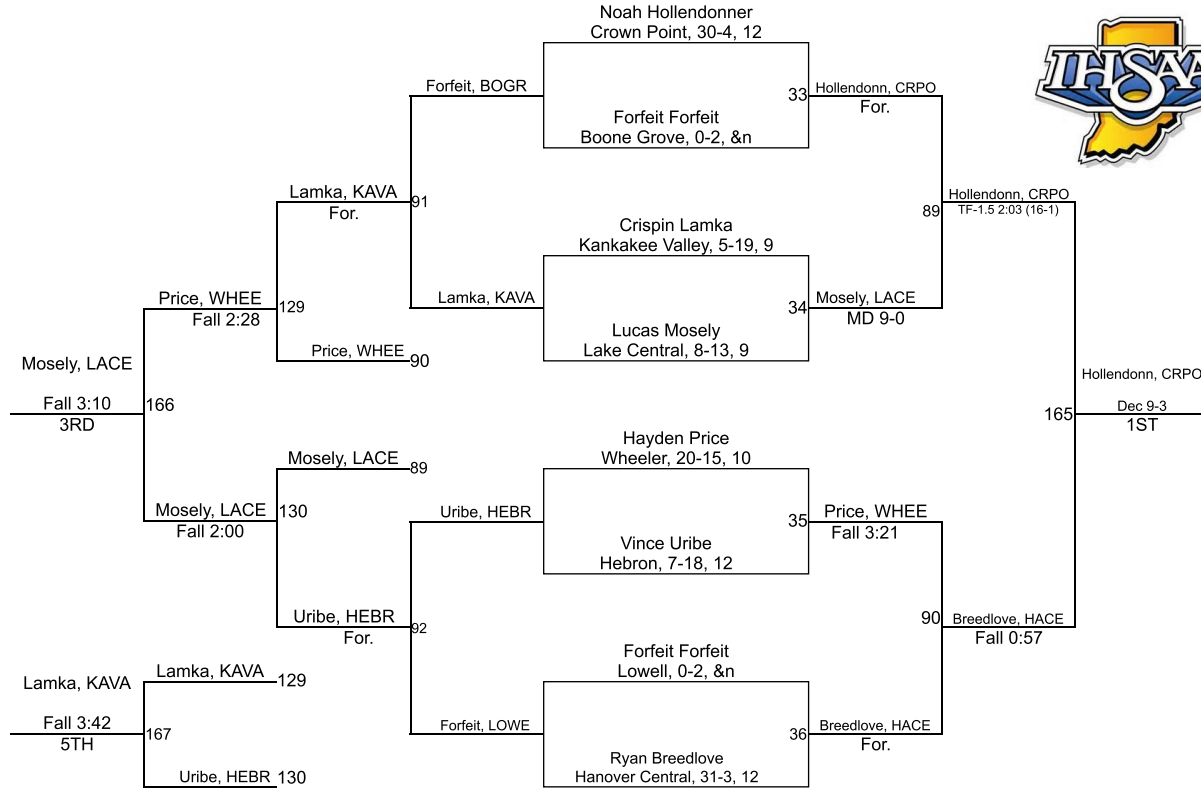 Noah Hollendonner
Crown Point, 30-4, 12
Forfeit, BOGR
33
Hollendonn, CRPO
For.
Forfeit Forfeit
Boone Grove, 0-2, &n
IHSAA
Lamka, KAVA
For.
91
89
Hollendonn, CRPO
TF-1.5 2:03 (16-1)
Crispin Lamka
Kankakee Valley, 5-19, 9
Price, WHEE
Fall 2:28
129
Lamka, KAVA
34
Mosely, LACE
MD 9-0
Lucas Mosely
Lake Central, 8-13, 9
Price, WHEE
90
Mosely, LACE
Fall 3:10
3RD
166
165
Hollendonn, CRPO
Dec 9-3
1ST
Hayden Price
Wheeler, 20-15, 10
Mosely, LACE
89
Mosely, LACE
Fall 2:00
130
Uribe, HEBR
35
Price, WHEE
Fall 3:21
Vince Uribe
Hebron, 7-18, 12
Uribe, HEBR
For.
92
90
Breedlove, HACE
Fall 0:57
Forfeit Forfeit
Lowell, 0-2, &n
Lamka, KAVA
129
Lamka, KAVA
Fall 3:42
5TH
167
Forfeit, LOWE
36
Breedlove, HACE
For.
Ryan Breedlove
Hanover Central, 31-3, 12
Uribe, HEBR
130